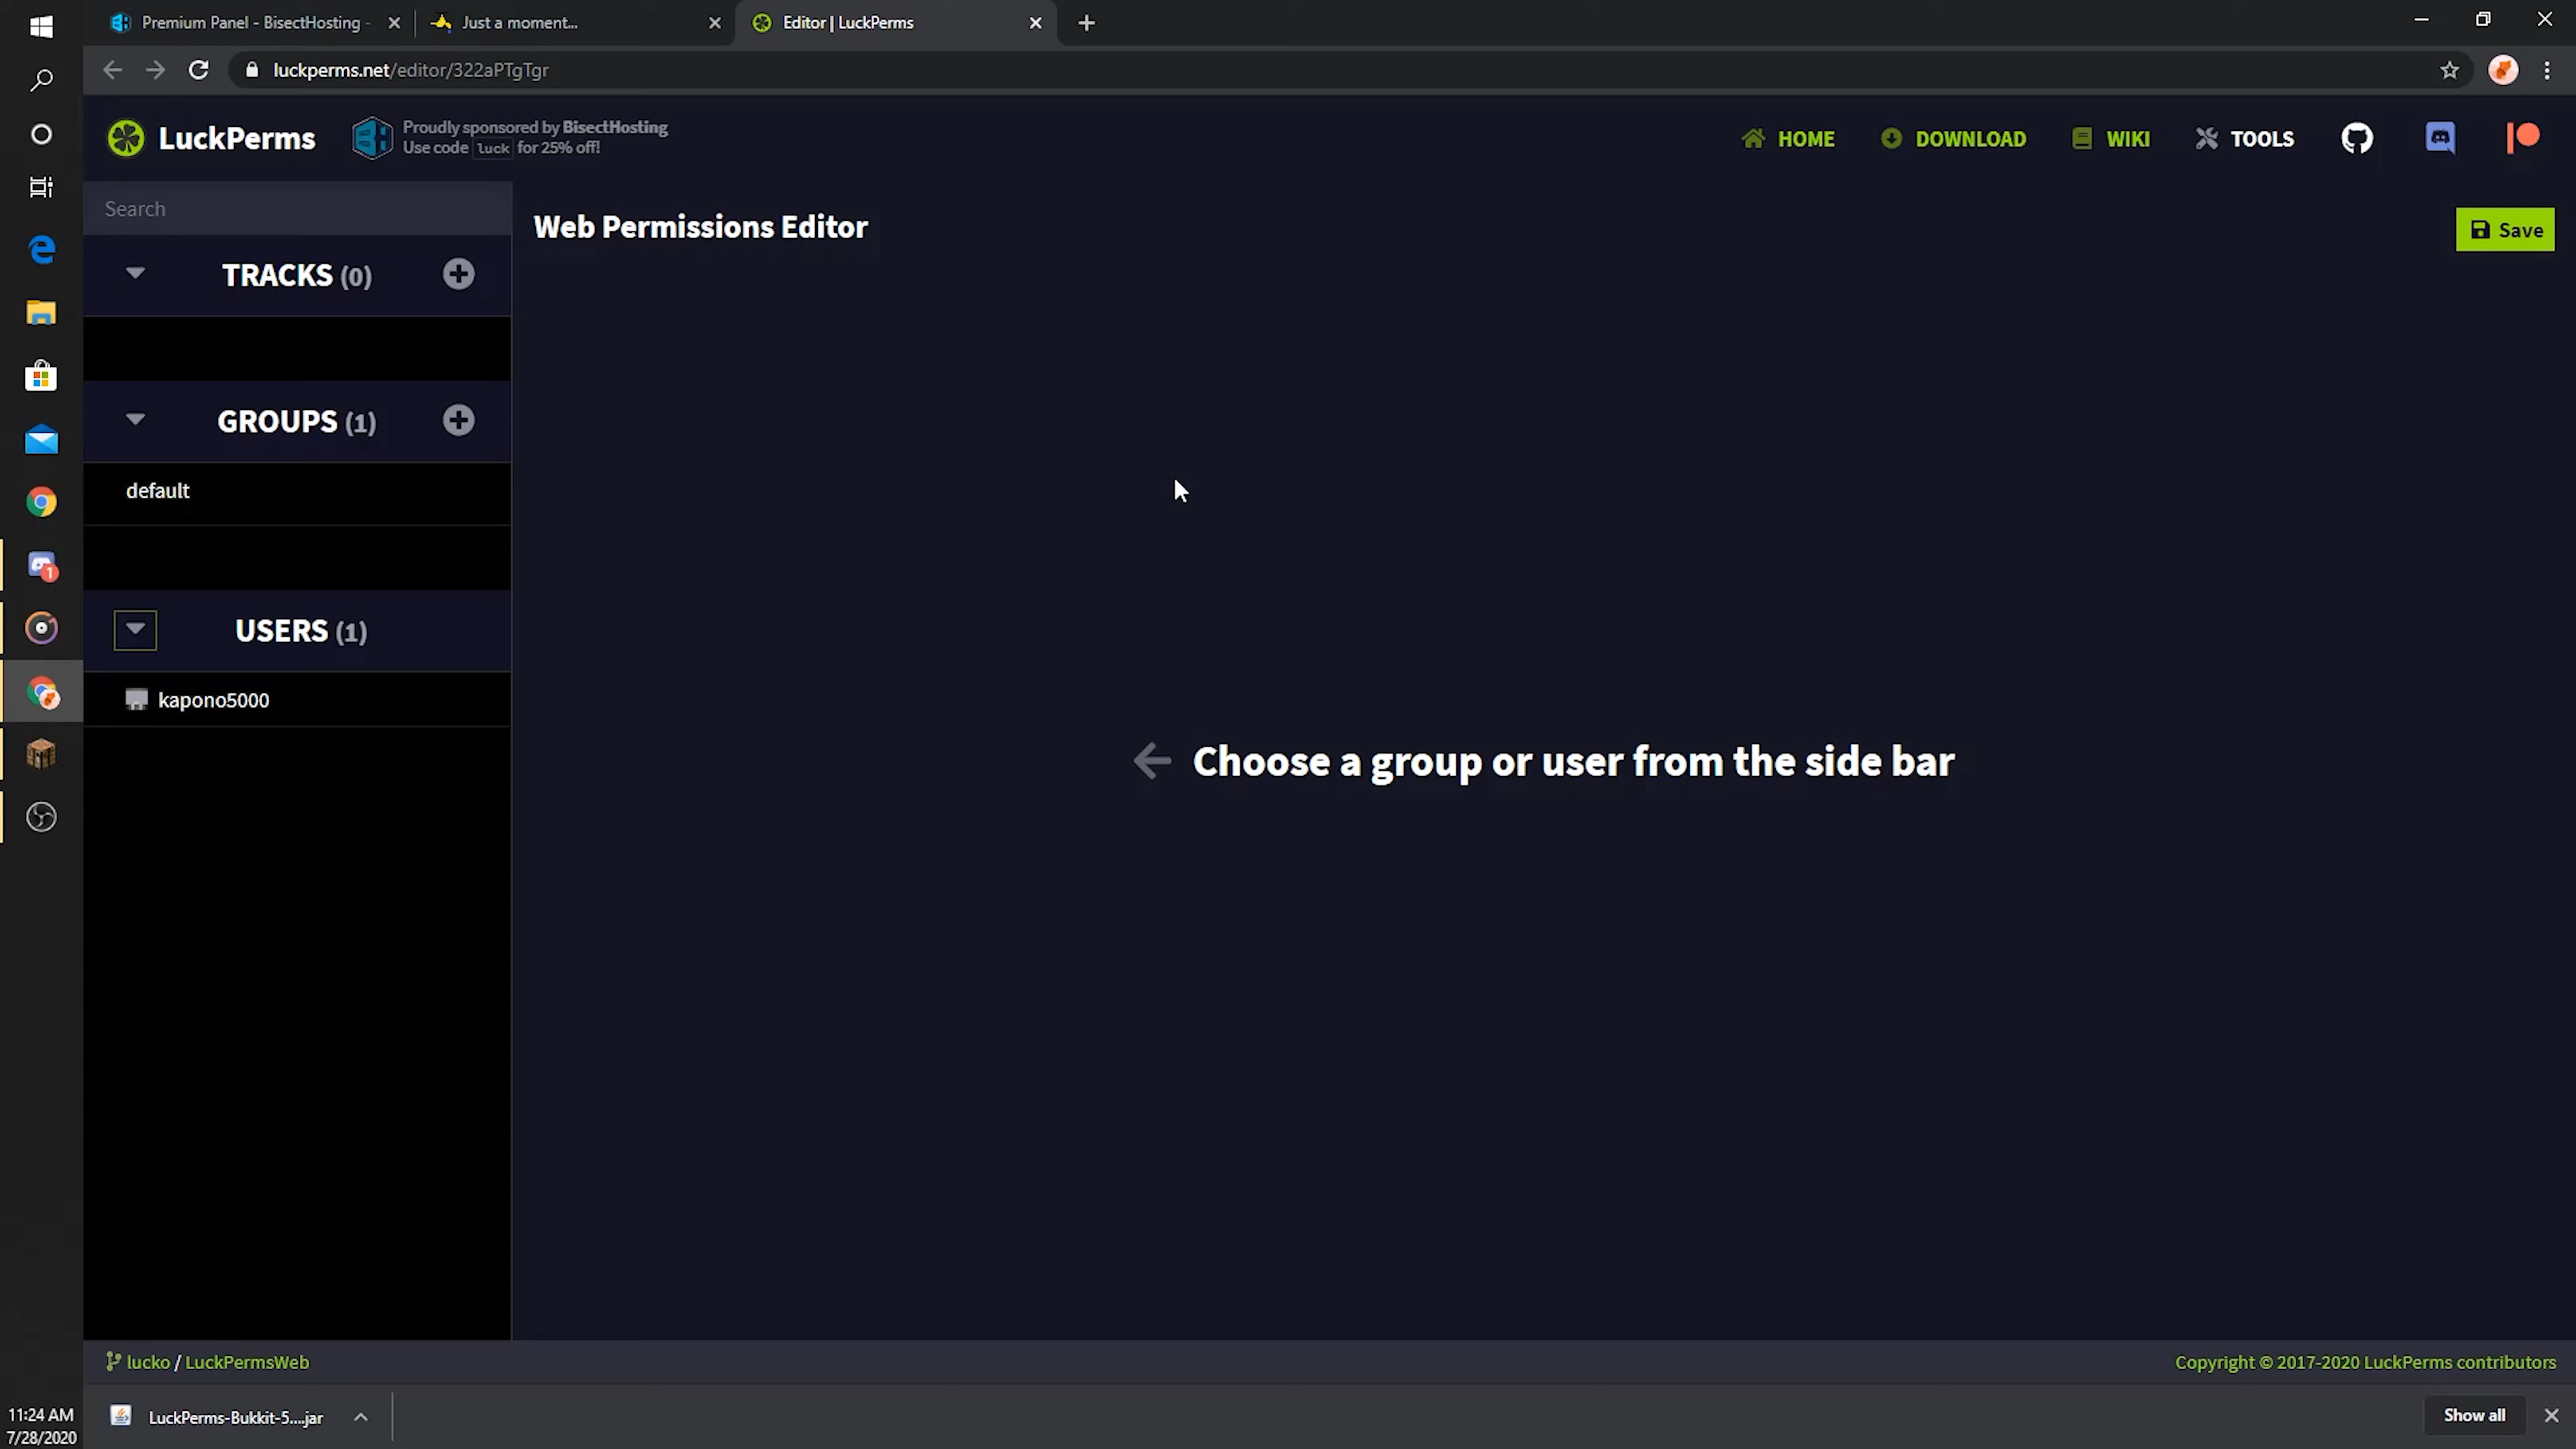 Premium Panel - BisectHosting -
Just a moment...
Editor | LuckPerms
luckperms.net/editor/322aPTgTgr
LuckPerms
Proudly sponsored by BisectHosting
Use code luck for 25% off!
HOME
DOWNLOAD
WIKI
TOOLS
Search
Web Permissions Editor
Save
TRACKS (0)
GROUPS (1)
default
1
USERS (1)
kapono5000
Choose a group or user from the side bar
lucko / LuckPermsWeb
Copyright © 2017-2020 LuckPerms contributors
11:24 AM
7/28/2020
LuckPerms-Bukkit-5....jar
Show all